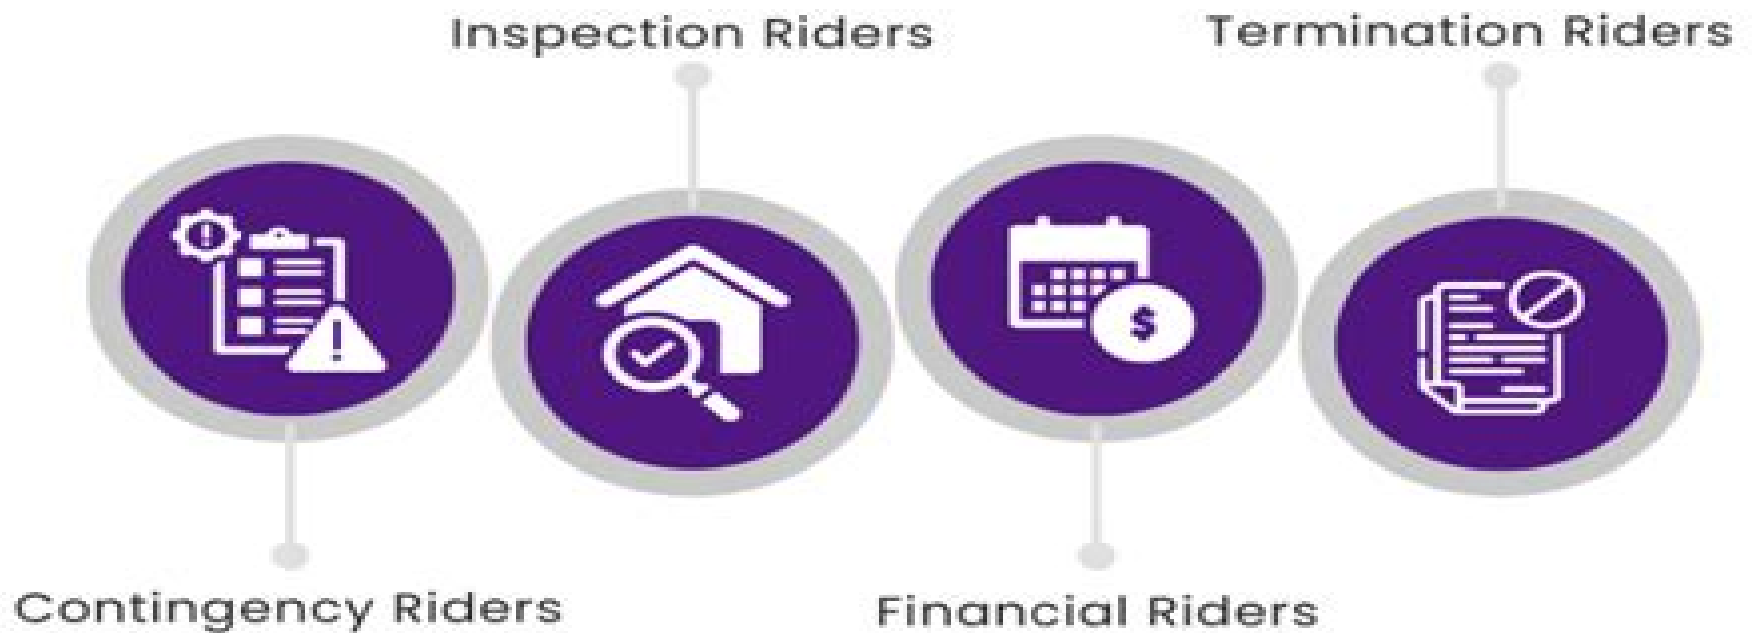 Inspection Riders
Termination Riders
$
Contingency Riders
Financial Riders